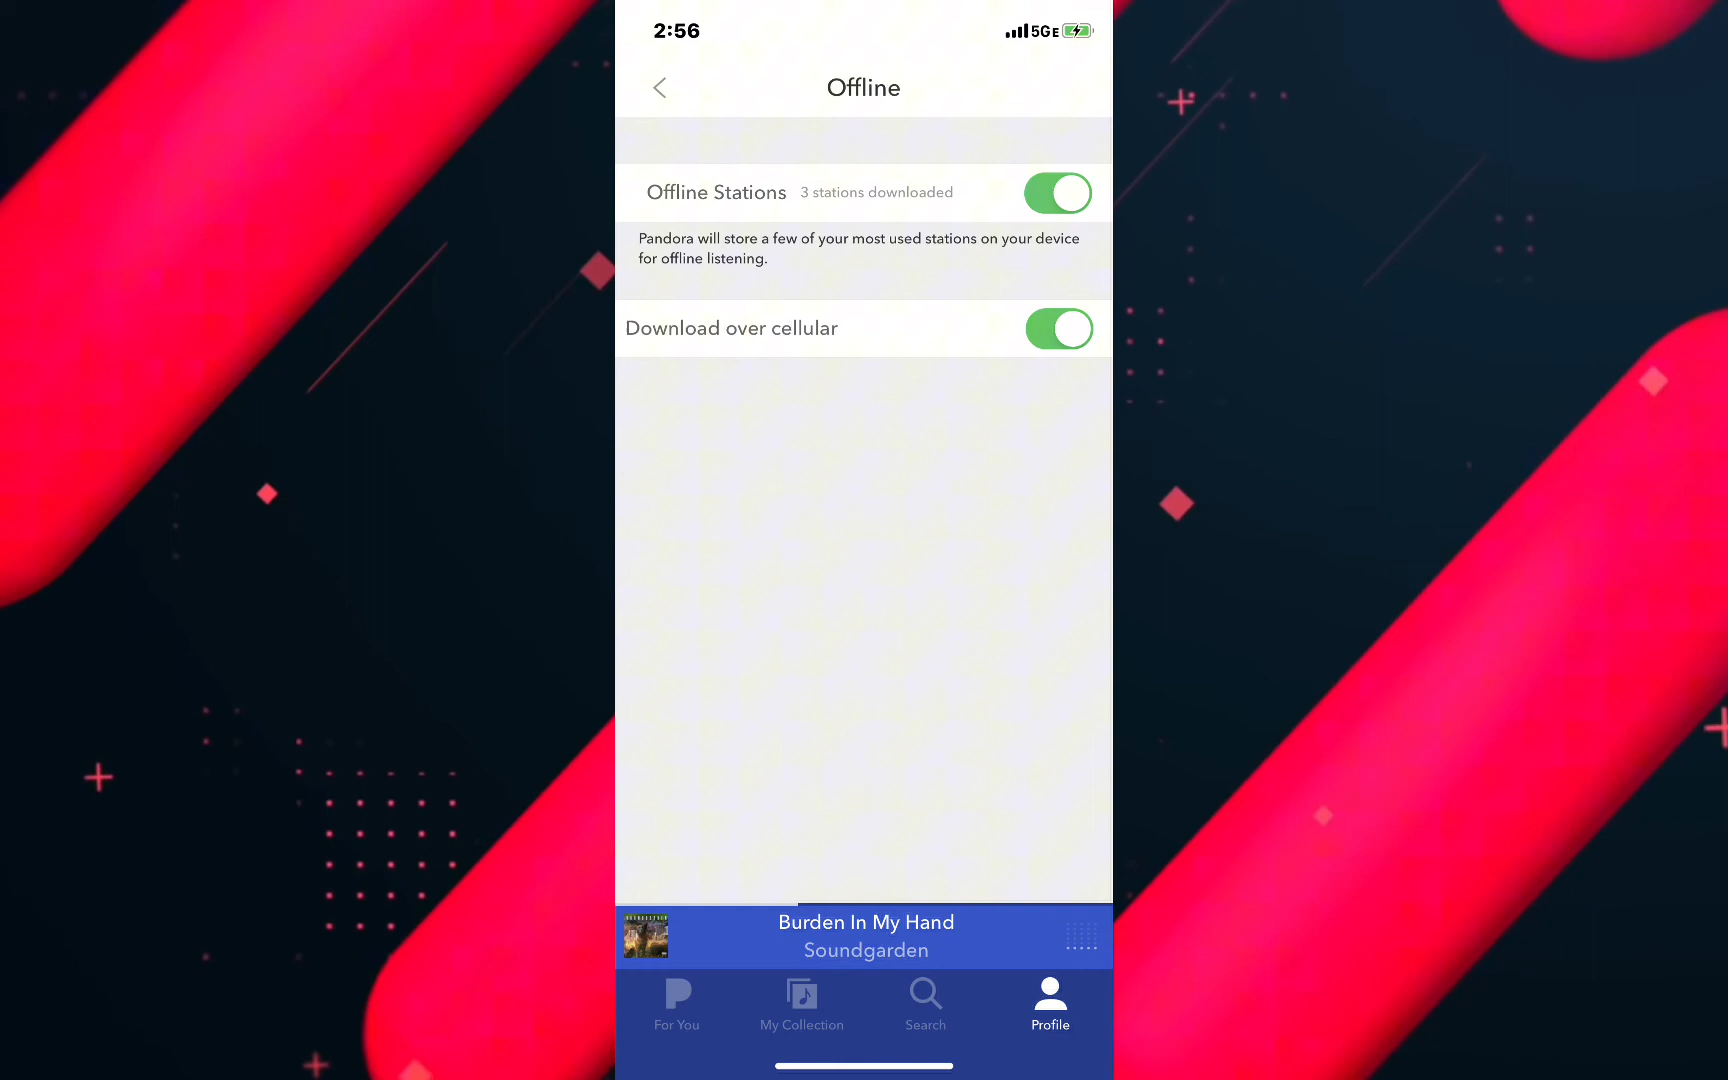 2:56
5GE
Offline
Offline Stations 3 stations downloaded
Pandora will store a few of your most used stations on your device
for offline listening.
Download over cellular
Burden In My Hand
Soundgarden
For You
My Collection
Search
Profile